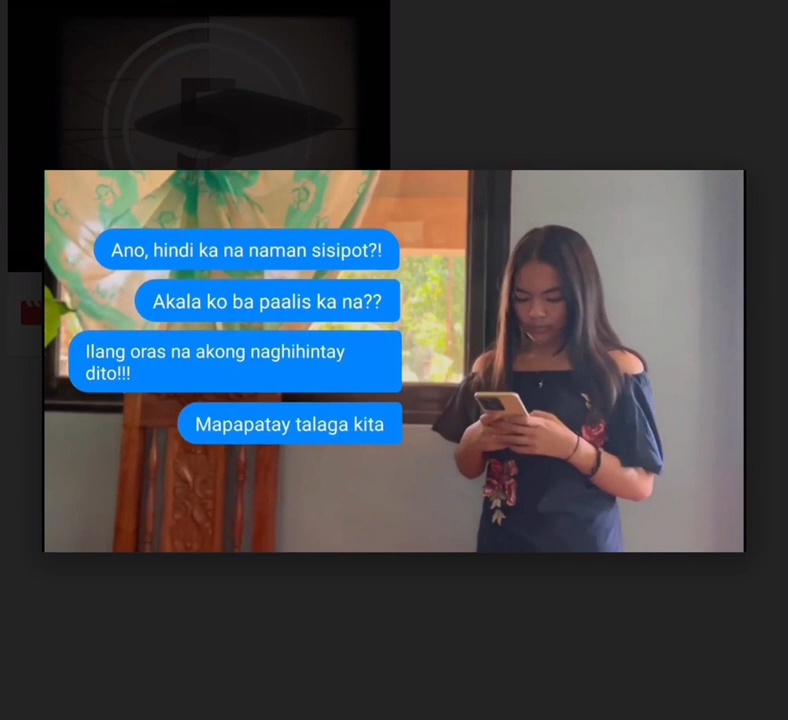 Ano, hindi ka na naman sisipot?!
Akala ko ba paalis ka na??
Ilang oras na akong naghihintay
dito!!!
Mapapatay talaga kita